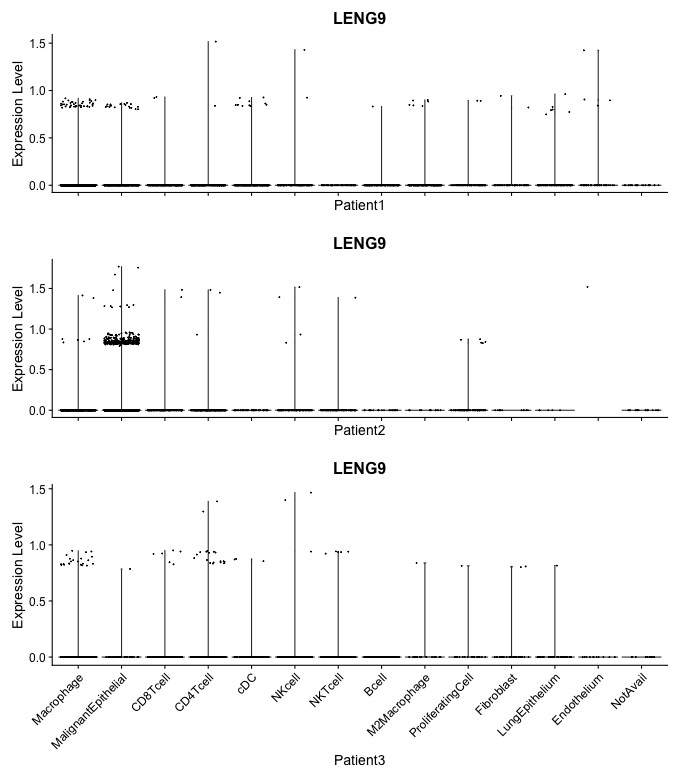 LENG9
Expression Level
1.5
1.0
0.5
0.0
Patient1
LENG9
Expression Level
1.5
1.0
0.5
0.0
Patient2
LENG9
Expression Level
1.5
1.0
0.5
0.0
Macrophage
MalignantEpithelial
CD8Tcell
CD4Tcell
cDC
NKcell
NKTcell
Bcell
M2Macrophage
ProliferatingCell
Fibroblast
LungEpithelium
Endothelium
NotAvail
Patient3